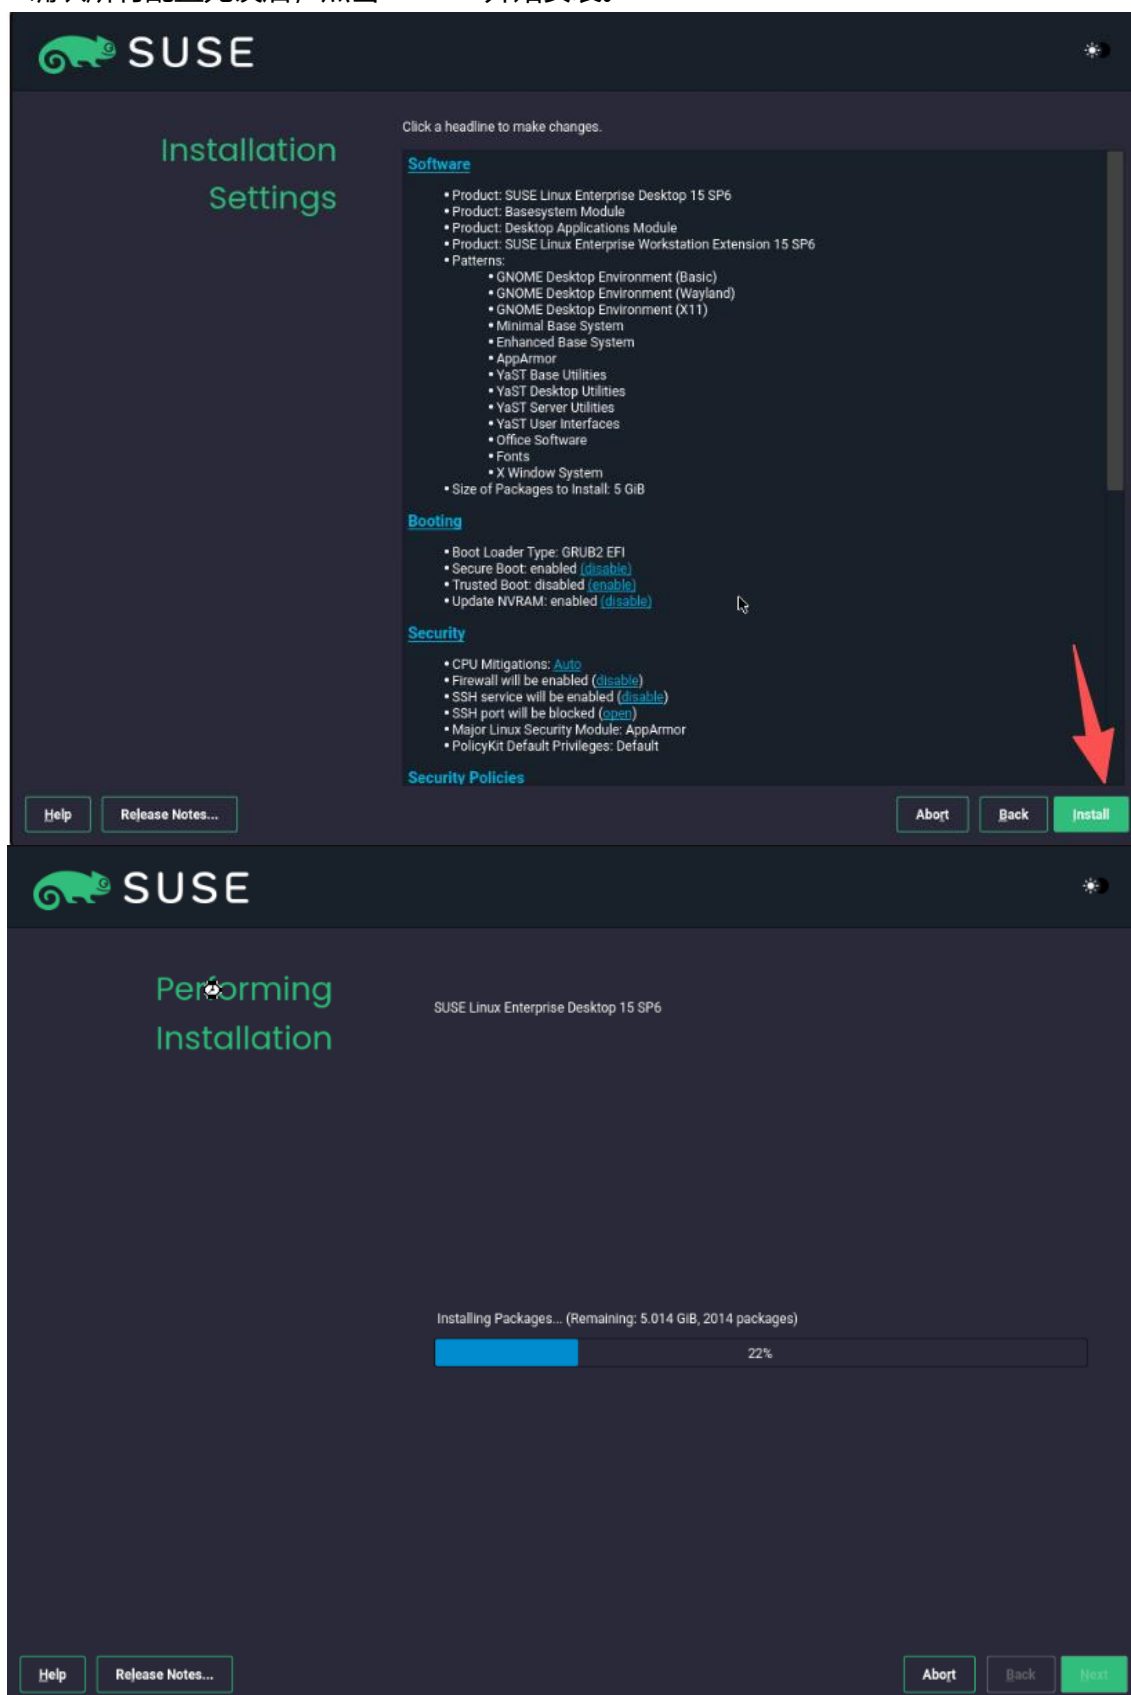 SUSE
Installation
Settings
Click a headline to make changes.
Software
• Product: SUSE Linux Enterprise Desktop 15 SP6
• Product: Basesystem Module
• Product: Desktop Applications Module
• Product: SUSE Linux Enterprise Workstation Extension 15 SP6
• Patterns:
• GNOME Desktop Environment (Basic)
• GNOME Desktop Environment (Wayland)
• GNOME Desktop Environment (X11)
• Minimal Base System
• Enhanced Base System
• AppArmor
• YaST Base Utilities
• YaST Desktop Utilities
• YaST Server Utilities
• YaST User Interfaces
• Office Software
• Fonts
• X Window System
• Size of Packages to Install: 5 GiB
Booting
• Boot Loader Type: GRUB2 EFI
• Secure Boot: enabled (disable)
• Trusted Boot: disabled (enable)
• Update NVRAM: enabled (disable)
Security
• CPU Mitigations: Auto
• Firewall will be enabled (disable)
• SSH service will be enabled (disable)
• SSH port will be blocked (open)
• Major Linux Security Module: AppArmor
• PolicyKit Default Privileges: Default
Security Policies
Help Release Notes... Abort Back Install
SUSE
Performing
Installation
SUSE Linux Enterprise Desktop 15 SP6
Installing Packages... (Remaining: 5.014 GiB, 2014 packages)
22%
Help Release Notes... Abort Back Next